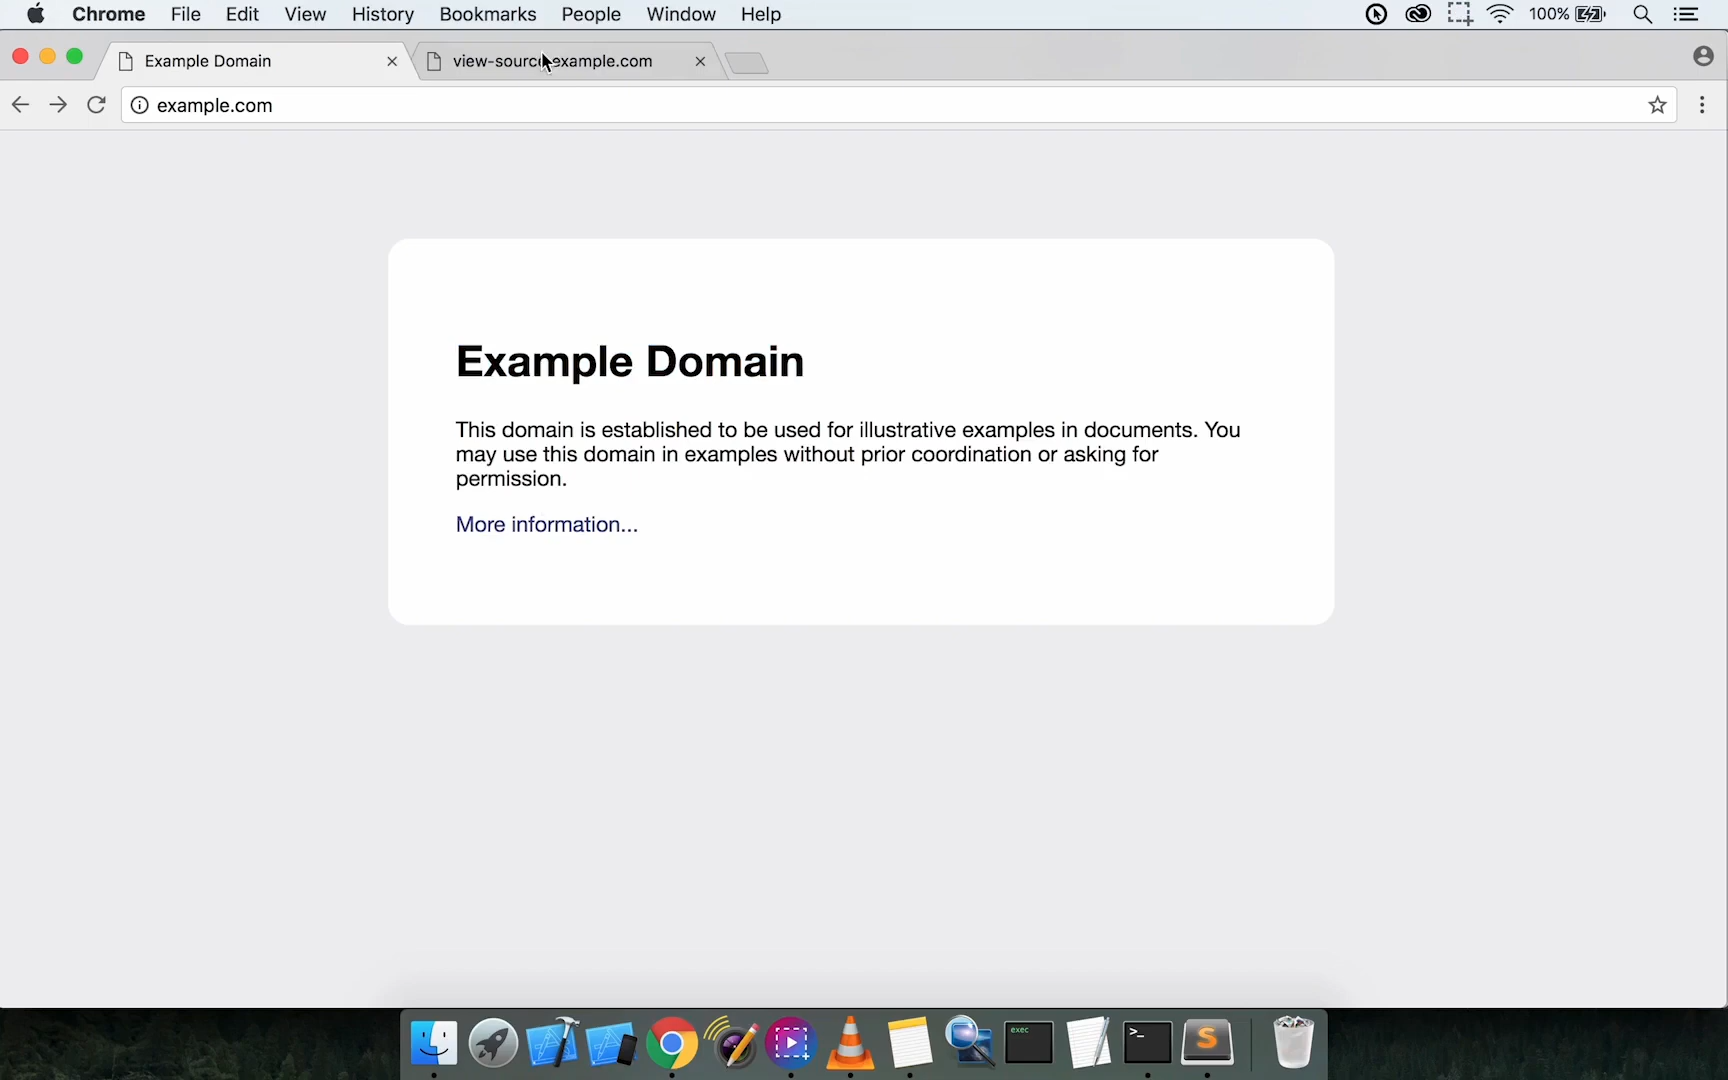 Chrome File Edit View History Bookmarks People Window Help 100%
Example Domain view-source:example.com
example.com
Example Domain
This domain is established to be used for illustrative examples in documents. You
may use this domain in examples without prior coordination or asking for
permission.
More information...
exec >_ S